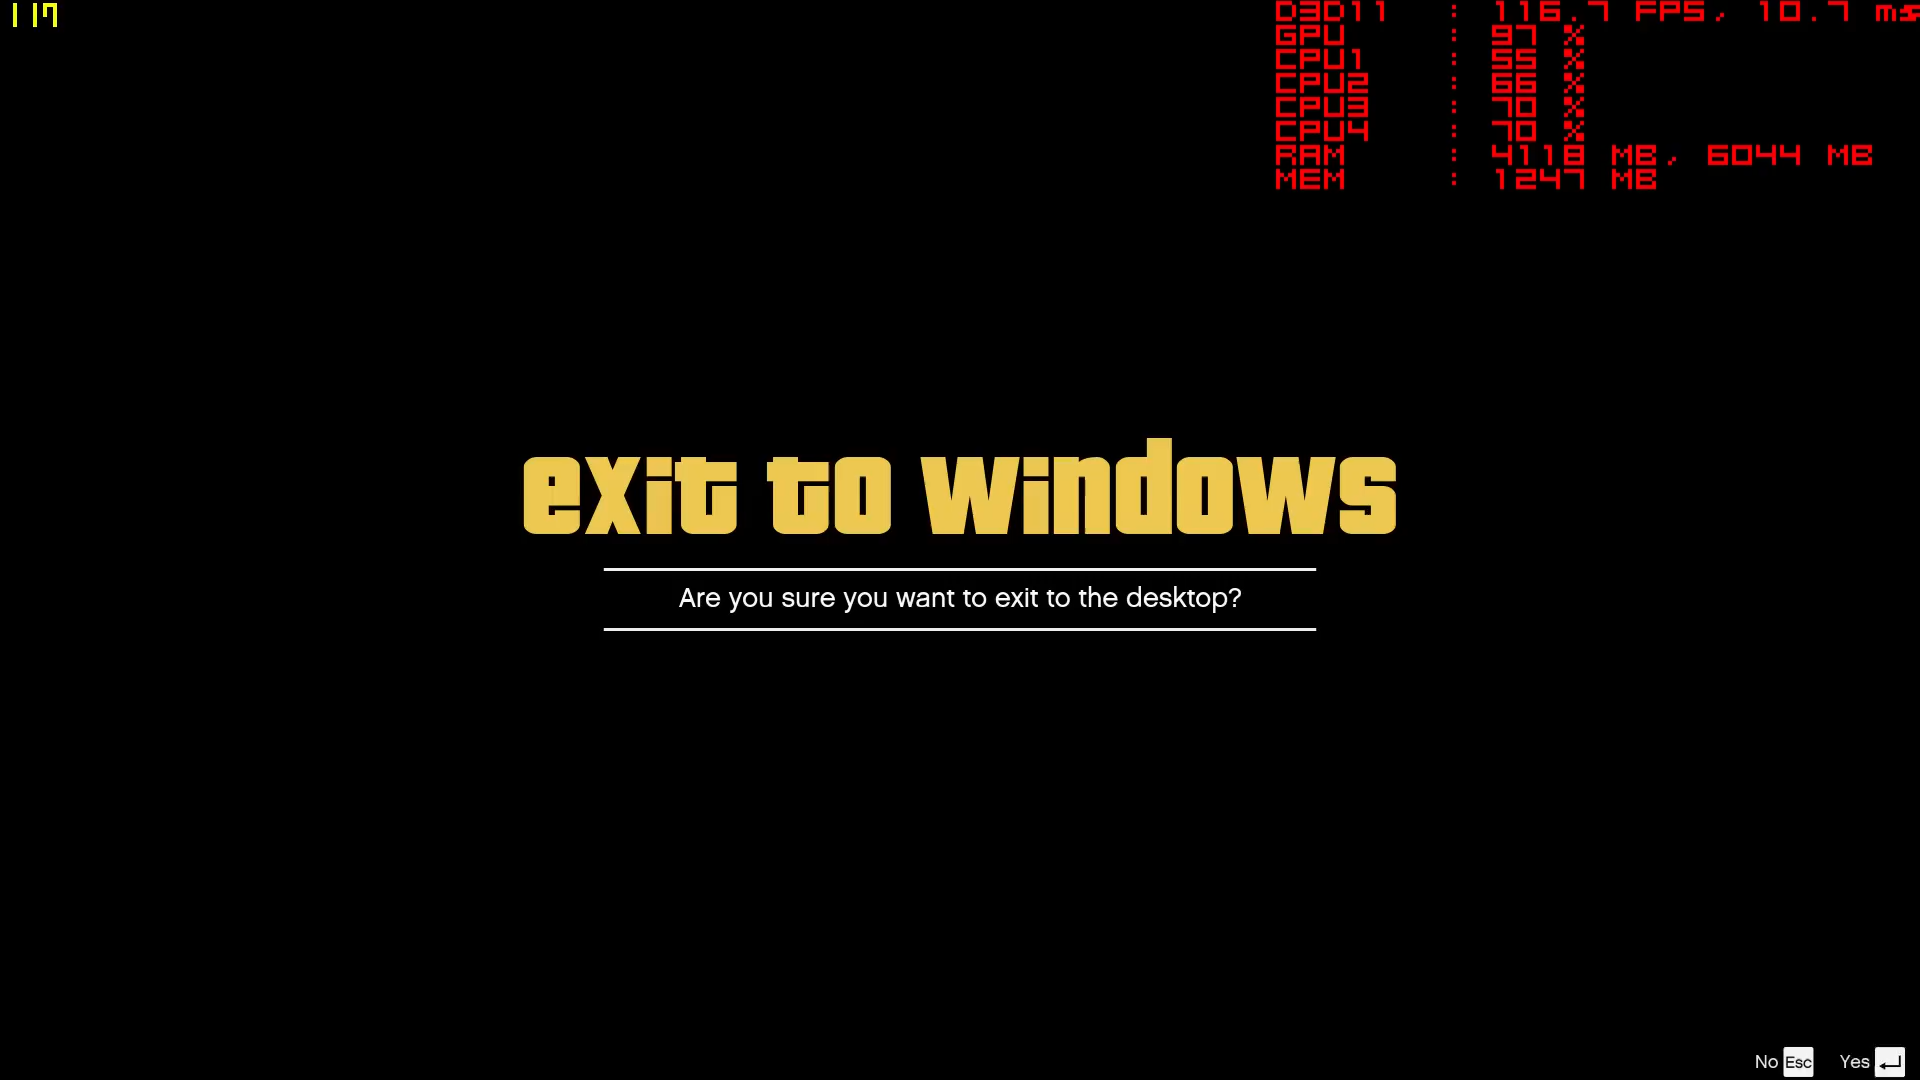 117
D3D11 : 116.7 FPS, 10.7 ms
GPU : 97 %
CPU1 : 55 %
CPU2 : 66 %
CPU3 : 70 %
CPU4 : 70 %
RAM : 4118 MB, 6044 MB
MEM : 1247 MB
exit to windows
Are you sure you want to exit to the desktop?
No Esc Yes